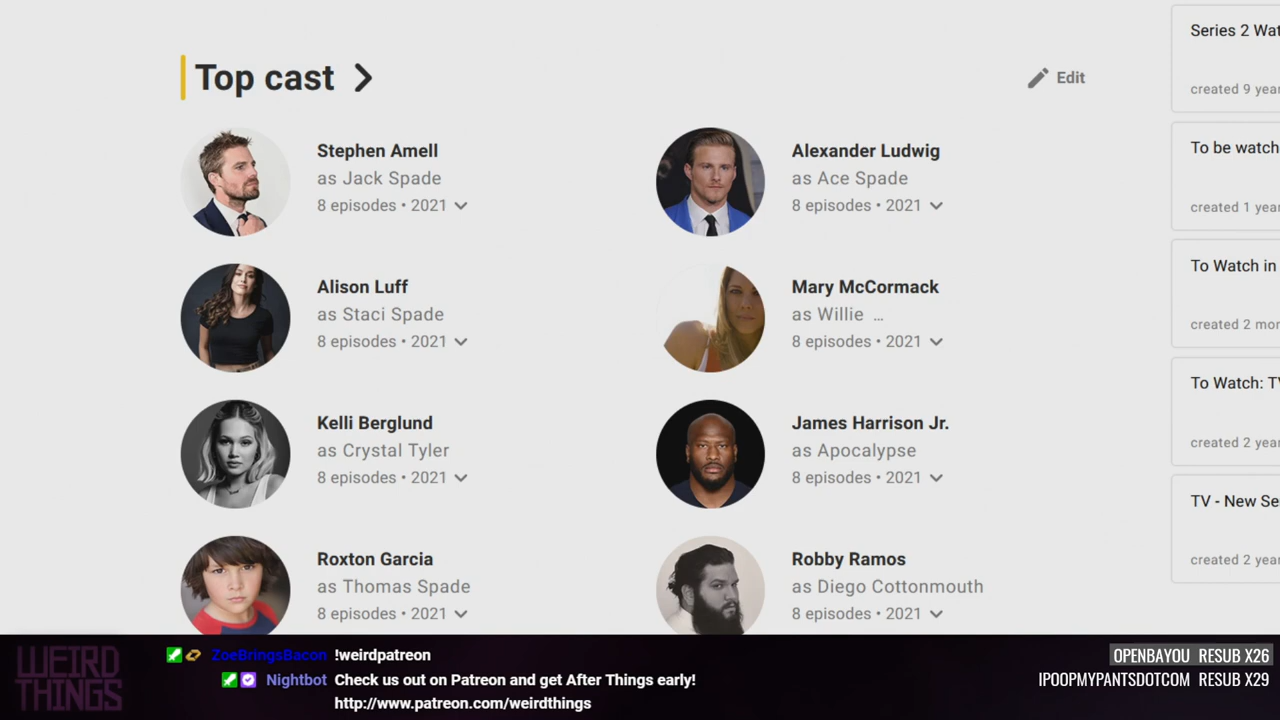 Top cast
Edit
Stephen Amell
as Jack Spade
8 episodes • 2021
Alexander Ludwig
as Ace Spade
8 episodes • 2021
Alison Luff
as Staci Spade
8 episodes • 2021
Mary McCormack
as Willie ...
8 episodes • 2021
Kelli Berglund
as Crystal Tyler
8 episodes • 2021
James Harrison Jr.
as Apocalypse
8 episodes • 2021
Roxton Garcia
as Thomas Spade
8 episodes • 2021
Robby Ramos
as Diego Cottonmouth
8 episodes • 2021
Series 2 Wat
created 9 year
To be watch
created 1 year
To Watch in
created 2 mon
To Watch: TV
created 2 year
TV - New Se
created 2 year
WEIRD
THINGS
ZoeBringsBacon !weirdpatreon
Nightbot Check us out on Patreon and get After Things early!
http://www.patreon.com/weirdthings
OPENBAYOU RESUB X26
IPOOPMYPANTSDOTCOM RESUB X29